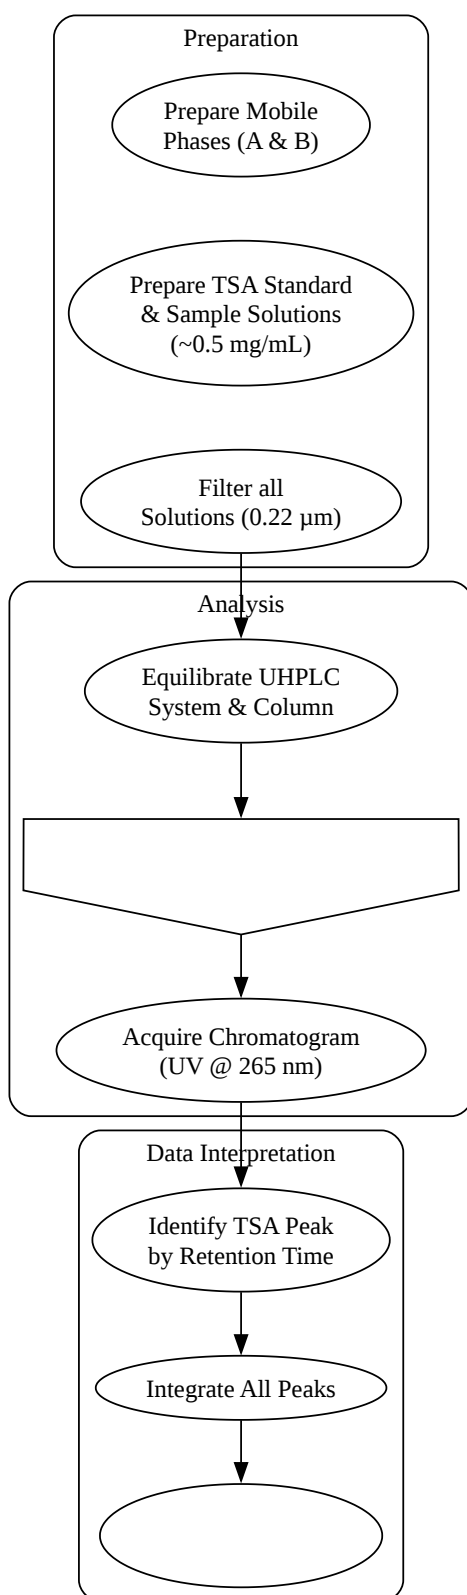 Preparation
Prepare Mobile
Phases (A & B)
Prepare TSA Standard
& Sample Solutions
(~0.5 mg/mL)
Filter all
Solutions (0.22 µm)
Analysis
Equilibrate UHPLC
System & Column
Acquire Chromatogram
(UV @ 265 nm)
Data Interpretation
Identify TSA Peak
by Retention Time
Integrate All Peaks